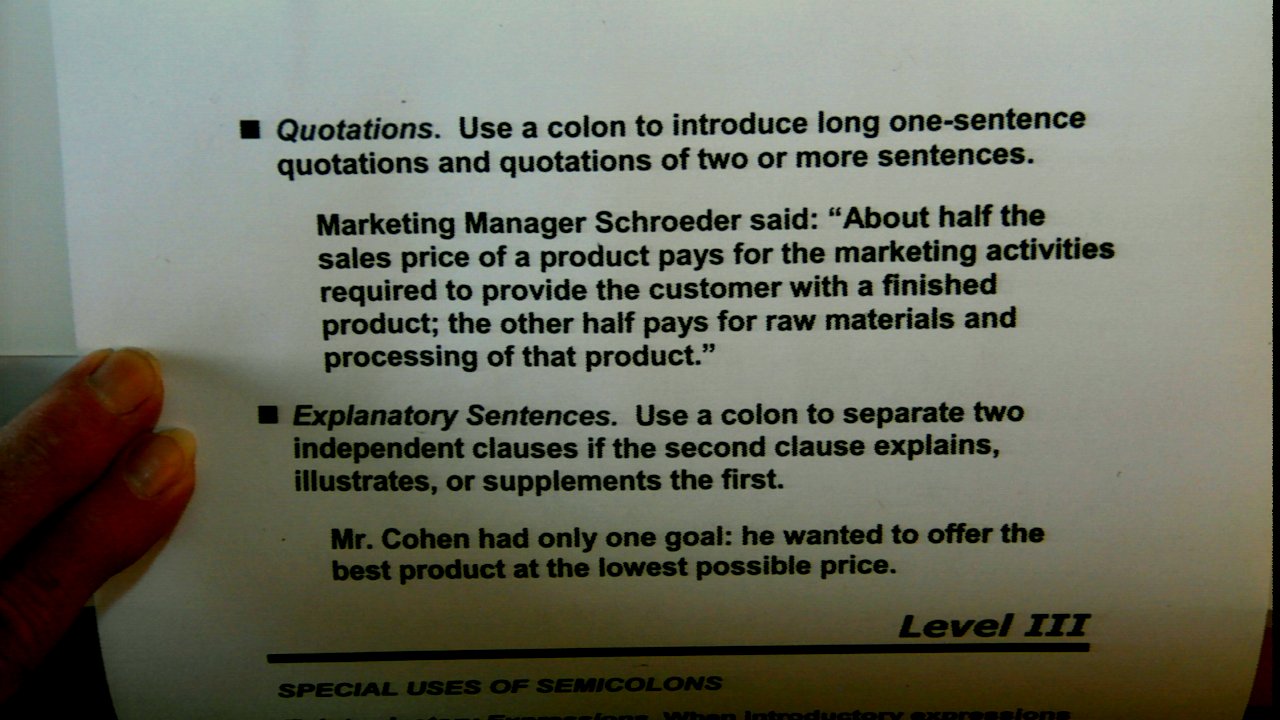 ■ Quotations. Use a colon to introduce long one-sentence
quotations and quotations of two or more sentences.
Marketing Manager Schroeder said: “About half the
sales price of a product pays for the marketing activities
required to provide the customer with a finished
product; the other half pays for raw materials and
processing of that product.”
■ Explanatory Sentences. Use a colon to separate two
independent clauses if the second clause explains,
illustrates, or supplements the first.
Mr. Cohen had only one goal: he wanted to offer the
best product at the lowest possible price.
Level III
SPECIAL USES OF SEMICOLONS
Expressions. When introductory expressions